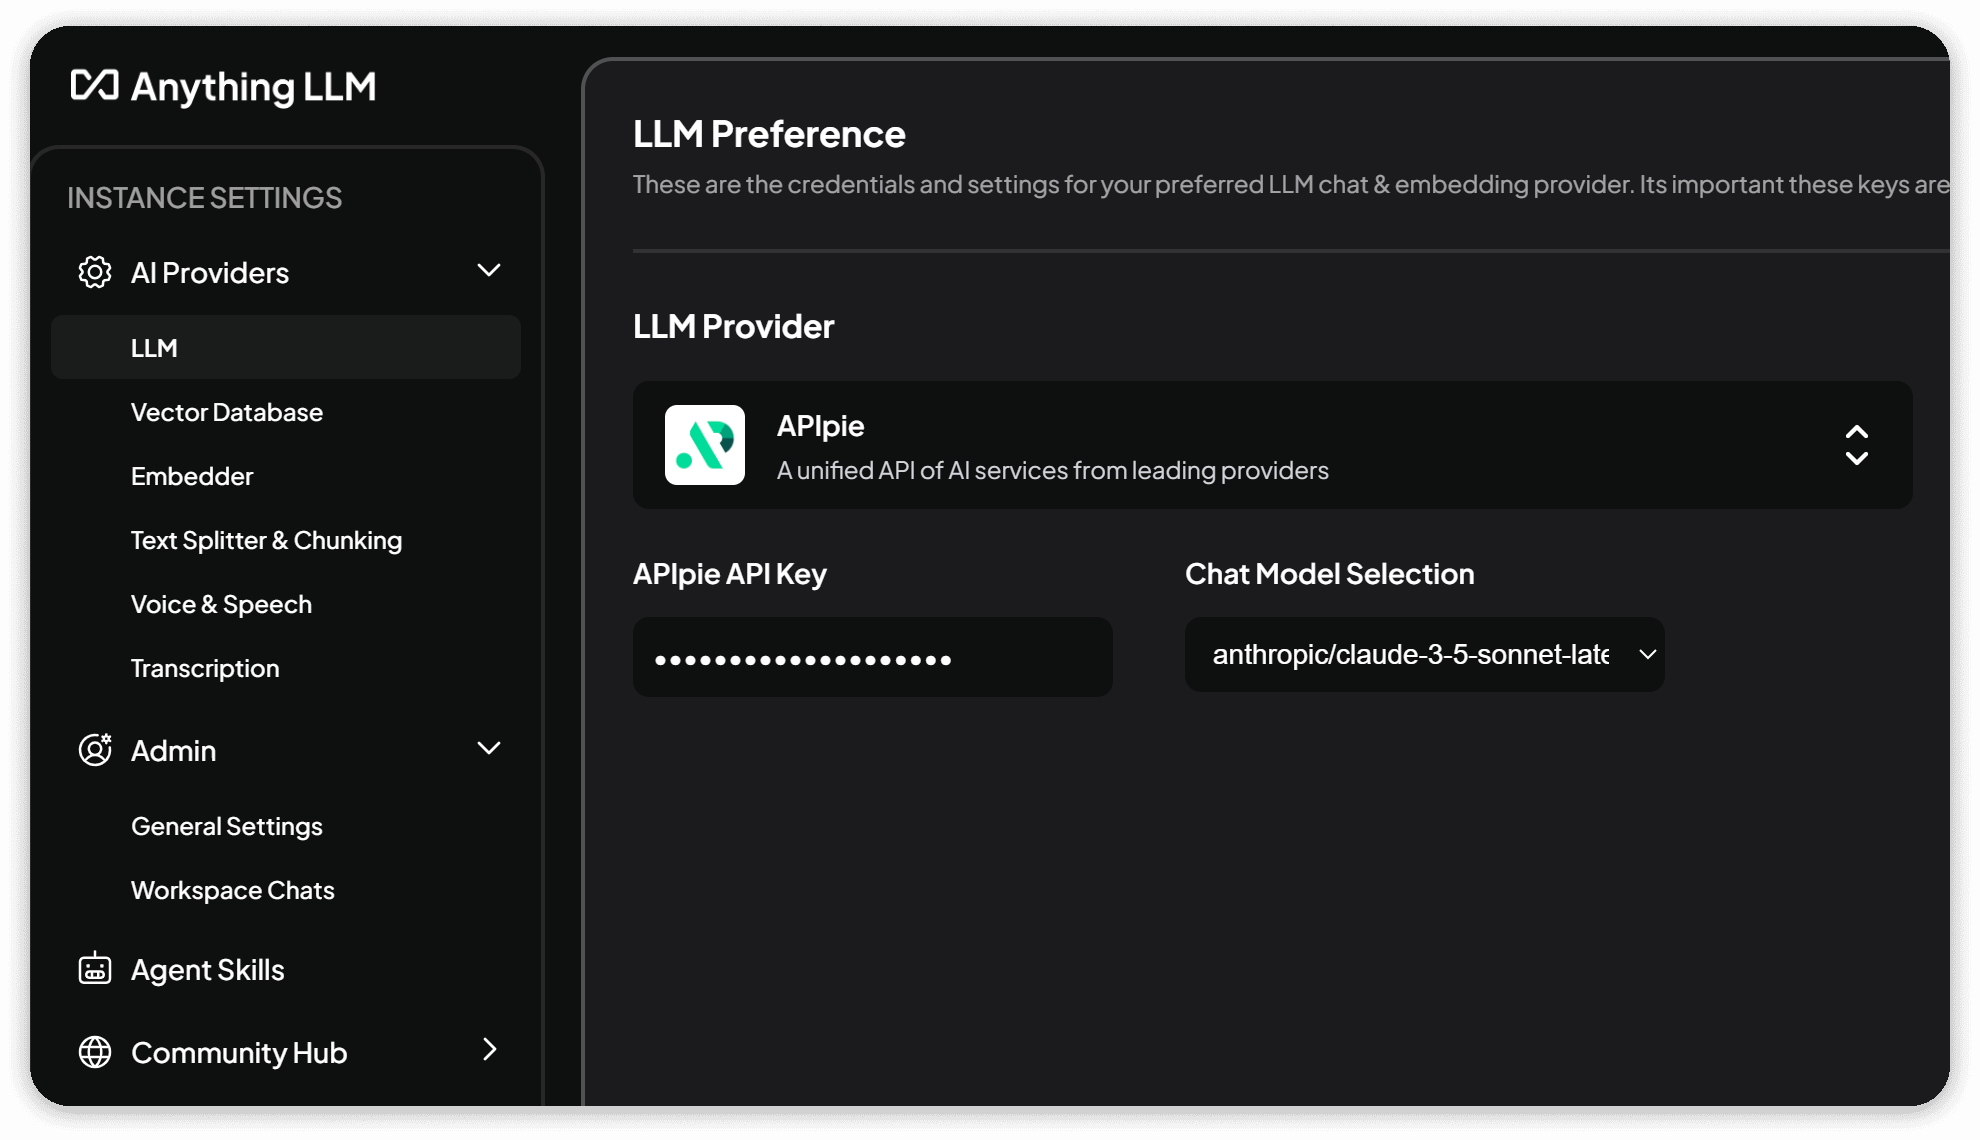 Anything LLM
INSTANCE SETTINGS
AI Providers
LLM
Vector Database
Embedder
Text Splitter & Chunking
Voice & Speech
Transcription
Admin
General Settings
Workspace Chats
Agent Skills
Community Hub
LLM Preference
These are the credentials and settings for your preferred LLM chat & embedding provider. Its important these keys are
LLM Provider
APIpie
A unified API of AI services from leading providers
APIpie API Key
Chat Model Selection
anthropic/claude-3-5-sonnet-late